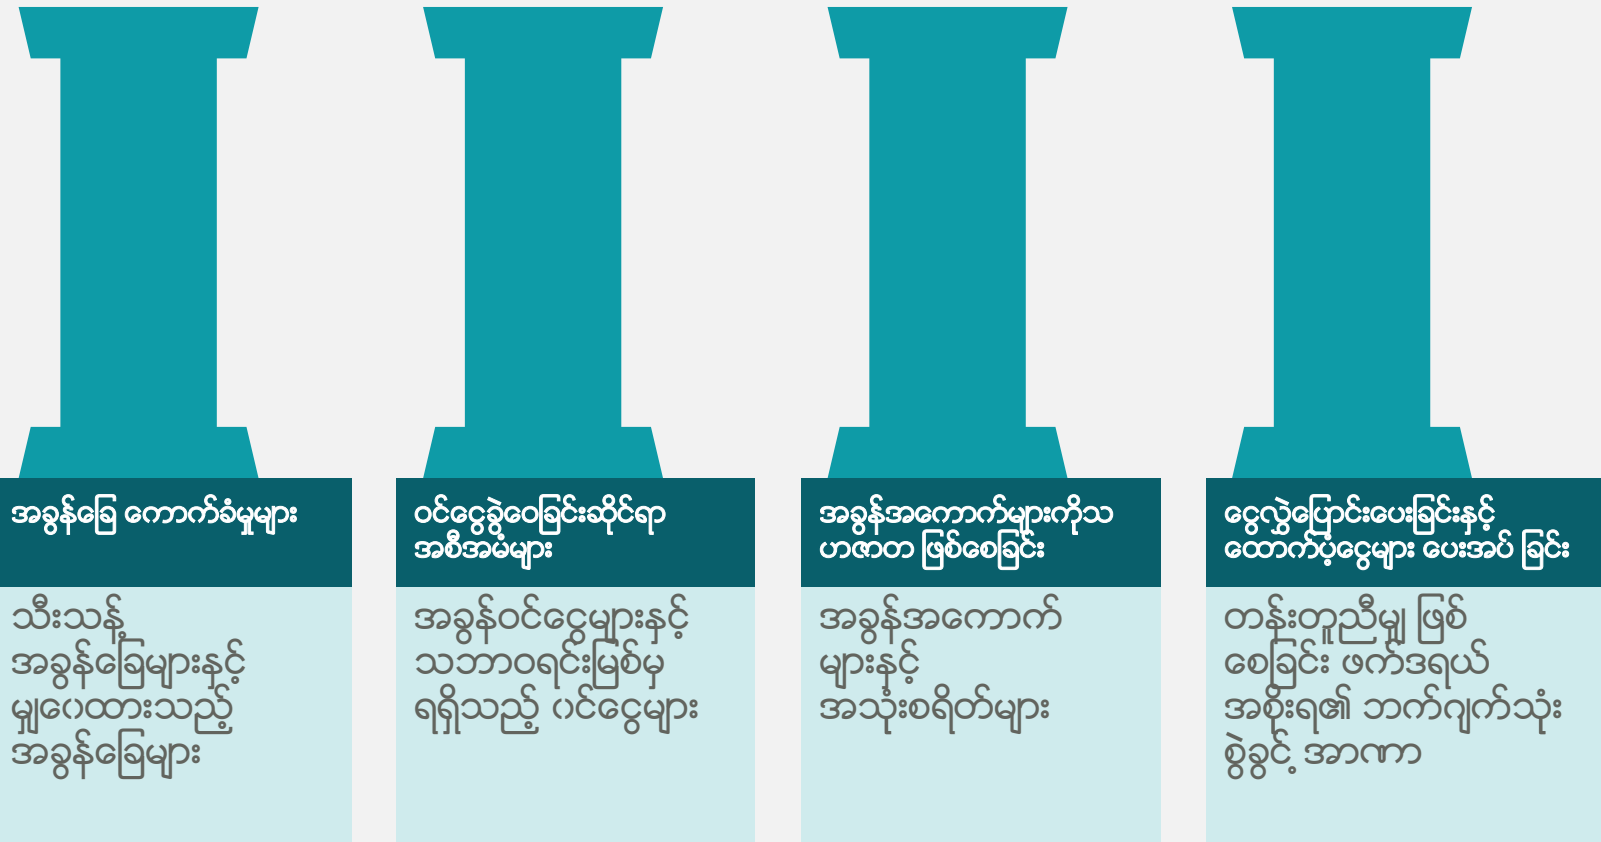 အခွန်ခြေ ကောက်ခံမှုများ
သီးသန့်
အခွန်ခြေများနှင့်
မျှပေဝထားသည့်
အခွန်ခြေများ
ဝင်ငွေခွဲဝေခြင်းဆိုင်ရာ
အစီအမံများ
အခွန်ဝင်ငွေများနှင့်
သဘာဝရင်းမြစ်မှ
ရရှိသည့် ဝင်ငွေများ
အခွန်အကောက်များကိုသ
ဟဇာတ ဖြစ်စေခြင်း
အခွန်အကောက်
များနှင့်
အသုံးစရိတ်များ
ငွေလွှဲပြောင်းပေးခြင်းနှင့်
ထောက်ပံ့ငွေများ ပေးအပ် ခြင်း
တန်းတူညီမျှ ဖြစ်
စေခြင်း ဖက်ဒရယ်
အစိုးရ၏ ဘက်ဂျက်သုံး
စွဲခွင့် အာဏာ